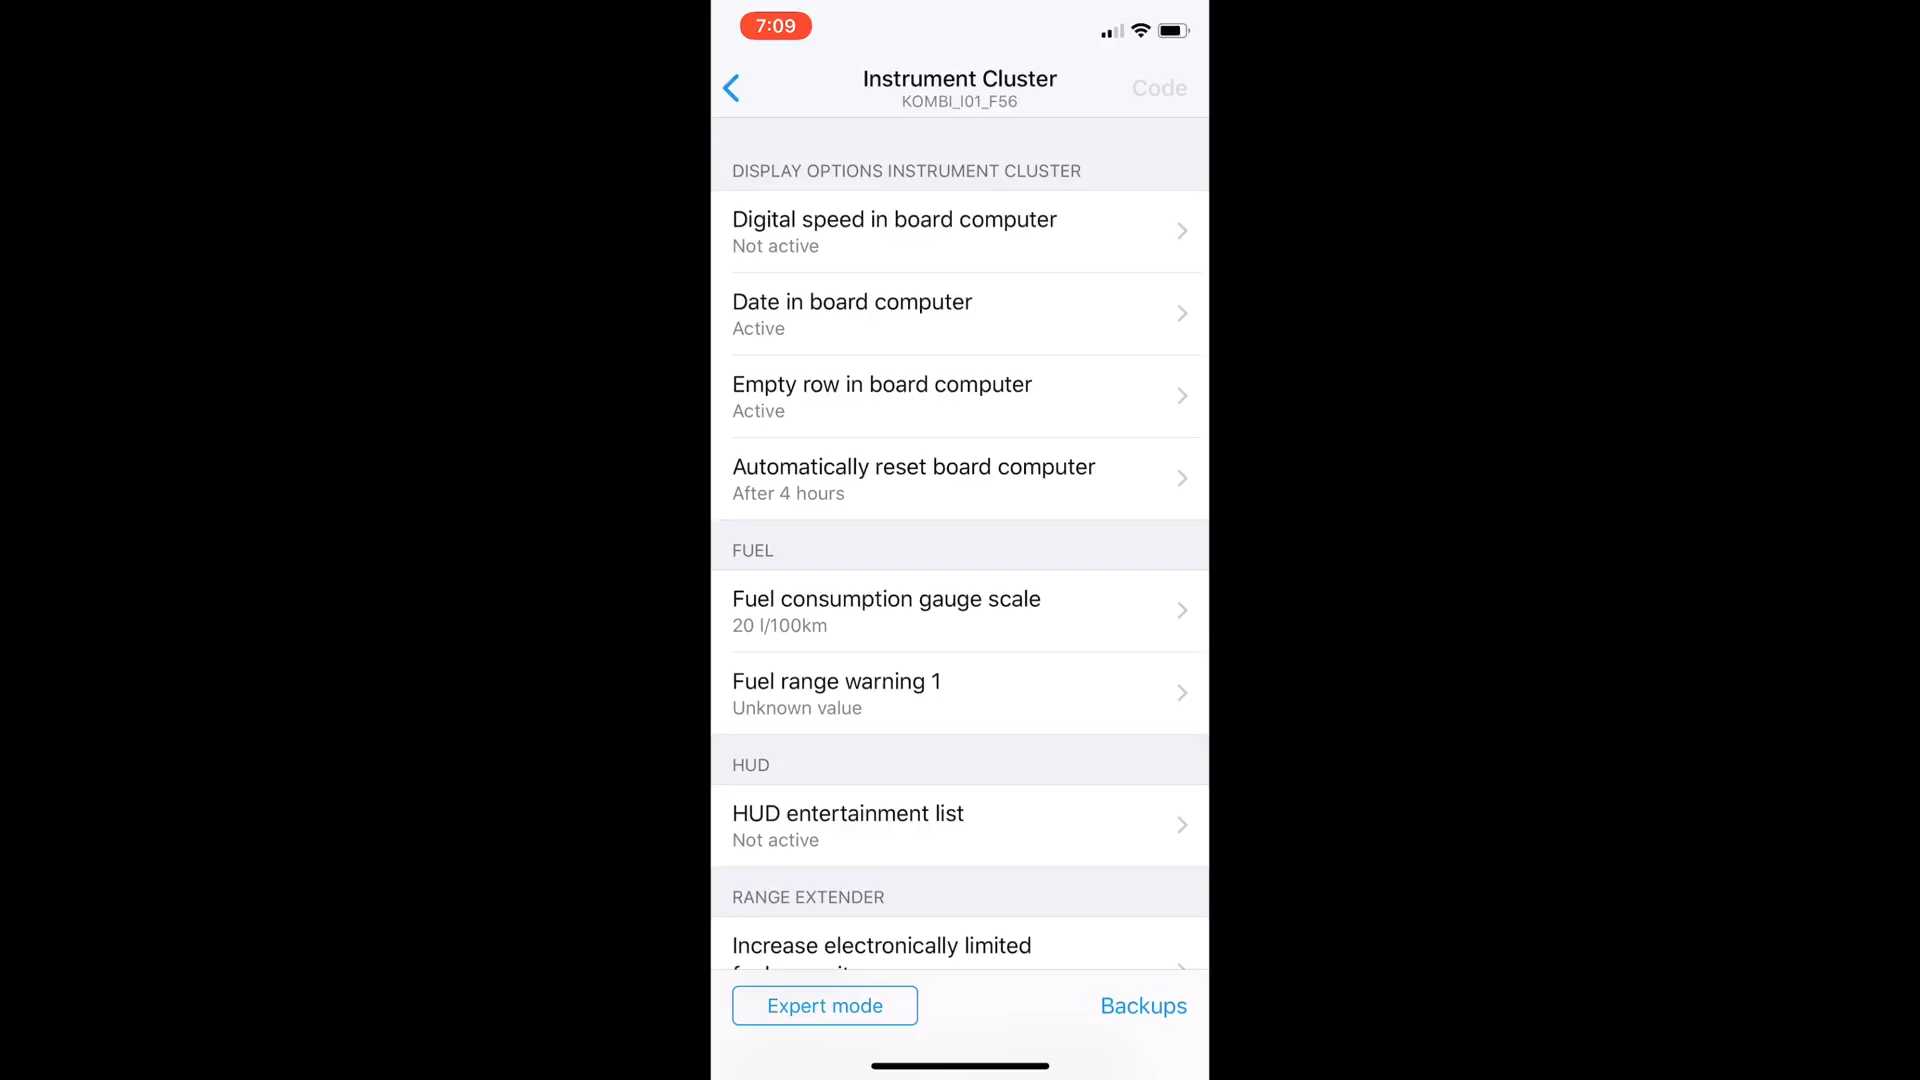 7:09
Instrument Cluster
Code
KOMBI_I01_F56
DISPLAY OPTIONS INSTRUMENT CLUSTER
Digital speed in board computer
Not active
Date in board computer
Active
Empty row in board computer
Active
Automatically reset board computer
After 4 hours
FUEL
Fuel consumption gauge scale
20 l/100km
Fuel range warning 1
Unknown value
HUD
HUD entertainment list
Not active
RANGE EXTENDER
Increase electronically limited
Expert mode
Backups